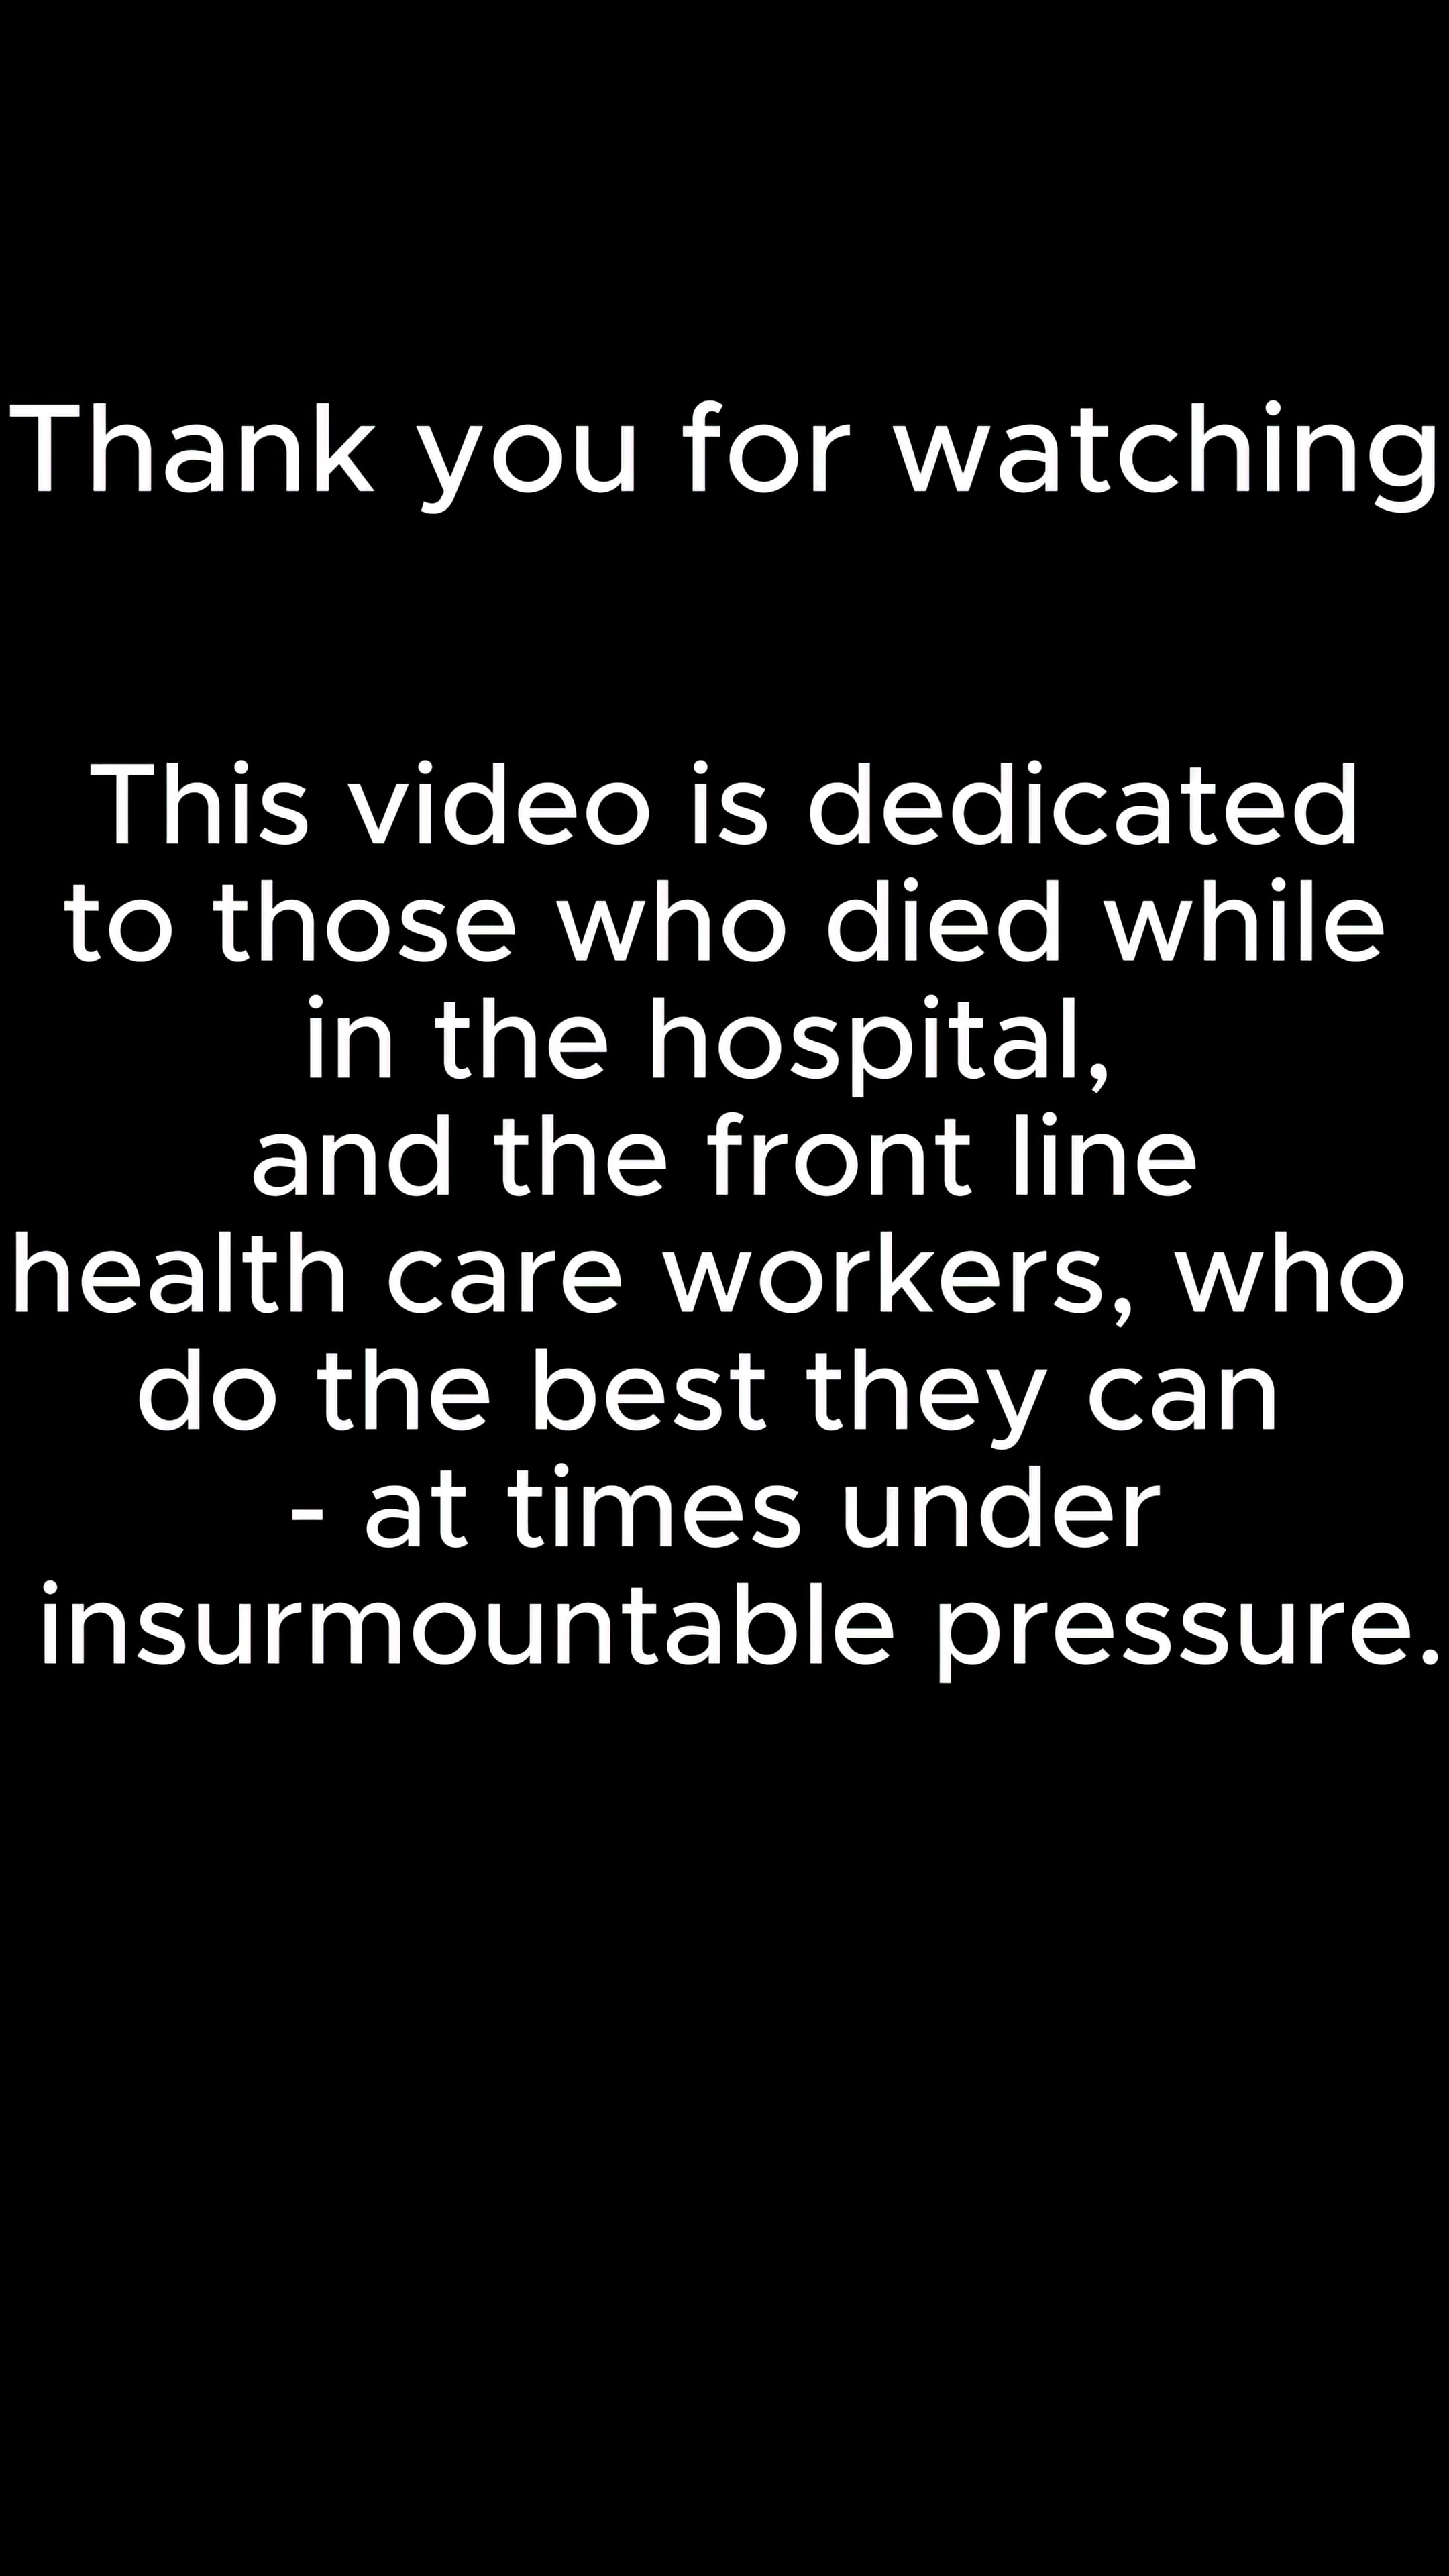 Thank you for watching
This video is dedicated
to those who died while
in the hospital,
and the front line
health care workers, who
do the best they can
- at times under
insurmountable pressure.